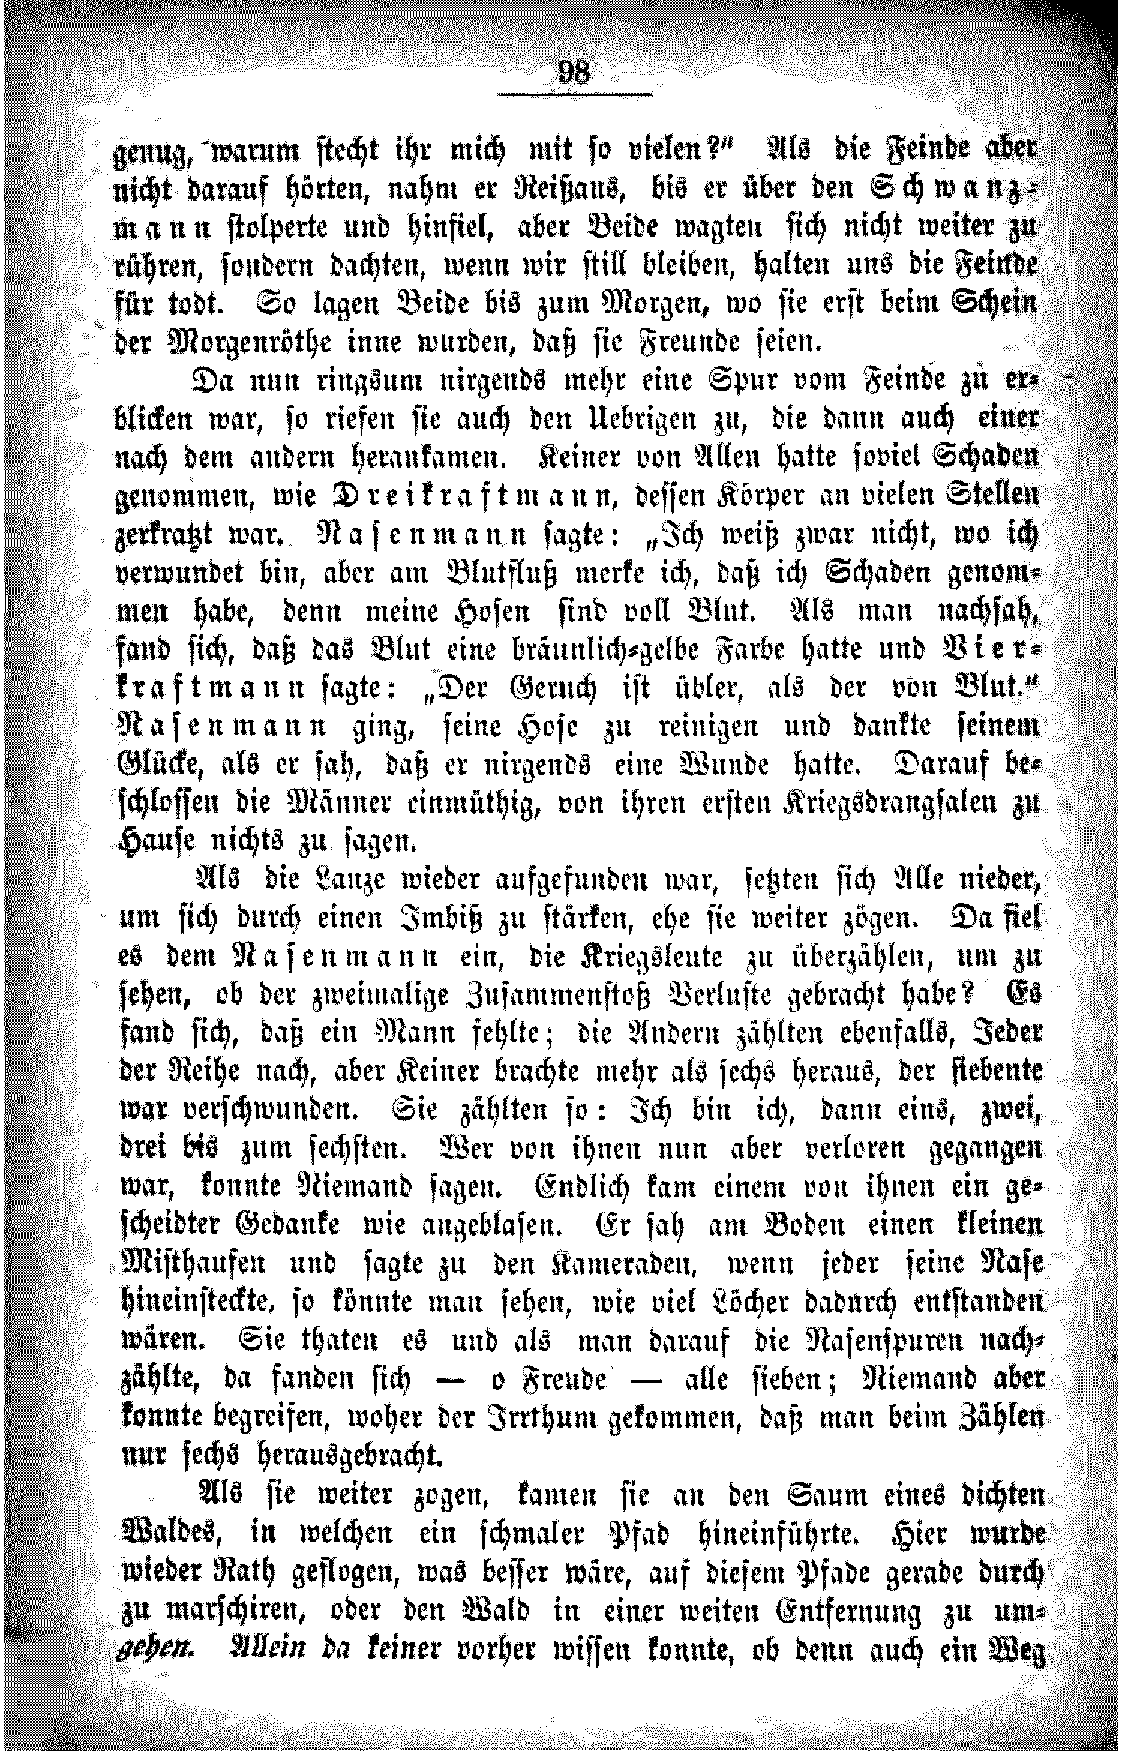 98
genug, warum stecht ihr mich mit so vielen?“ Als die Feinde aber
nicht darauf hörten, nahm er Reißaus, bis er über den Schwanz-
mann stolperte und hinfiel, aber Beide wagten sich nicht weiter zu
rühren, sondern dachten, wenn wir still bleiben, halten uns die Feinde
für todt. So lagen Beide bis zum Morgen, wo sie erst beim Schein
der Morgenröthe inne wurden, daß sie Freunde seien.
Da nun ringsum nirgends mehr eine Spur vom Feinde zu er-
blicken war, so riefen sie auch den Uebrigen zu, die dann auch einer
nach dem andern herankamen. Keiner von Allen hatte soviel Schaden
genommen, wie Dreikraftmann, dessen Körper an vielen Stellen
zerkratzt war. Nasenmann sagte: „Ich weiß zwar nicht, wo ich
verwundet bin, aber am Blutfluß merke ich, daß ich Schaden genom-
men habe, denn meine Hosen sind voll Blut. Als man nachsah,
fand sich, daß das Blut eine bräunlich-gelbe Farbe hatte und Vier-
kraftmann sagte: „Der Geruch ist übler, als der von Blut.“
Nasenmann ging, seine Hose zu reinigen und dankte seinem
Glücke, als er sah, daß er nirgends eine Wunde hatte. Darauf be-
schlossen die Männer einmüthig, von ihren ersten Kriegsdrangsalen zu
Hause nichts zu sagen.
Als die Lanze wieder aufgefunden war, setzten sich Alle nieder,
um sich durch einen Imbiß zu stärken, ehe sie weiter zögen. Da fiel
es dem Nasenmann ein, die Kriegsleute zu überzählen, um zu
sehen, ob der zweimalige Zusammenstoß Verluste gebracht habe? Es
fand sich, daß ein Mann fehlte; die Andern zählten ebenfalls, Jeder
der Reihe nach, aber Keiner brachte mehr als sechs heraus, der siebente
war verschwunden. Sie zählten so: Ich bin ich, dann eins, zwei,
drei bis zum sechsten. Wer von ihnen nun aber verloren gegangen
war, konnte Niemand sagen. Endlich kam einem von ihnen ein ge-
scheidter Gedanke wie angeblasen. Er sah am Boden einen kleinen
Misthaufen und sagte zu den Kameraden, wenn jeder seine Nase
hineinsteckte, so könnte man sehen, wie viel Löcher dadurch entstanden
wären. Sie thaten es und als man darauf die Nasenspuren nach-
zählte, da fanden sich — o Freude — alle sieben; Niemand aber
konnte begreifen, woher der Irrthum gekommen, daß man beim Zählen
nur sechs herausgebracht.
Als sie weiter zogen, kamen sie an den Saum eines dichten
Waldes, in welchen ein schmaler Pfad hineinführte. Hier wurde
wieder Rath geflogen, was besser wäre, auf diesem Pfade gerade durch
zu marschiren, oder den Wald in einer weiten Entfernung zu um-
gehen. Allein da keiner vorher wissen konnte, ob denn auch ein Weg